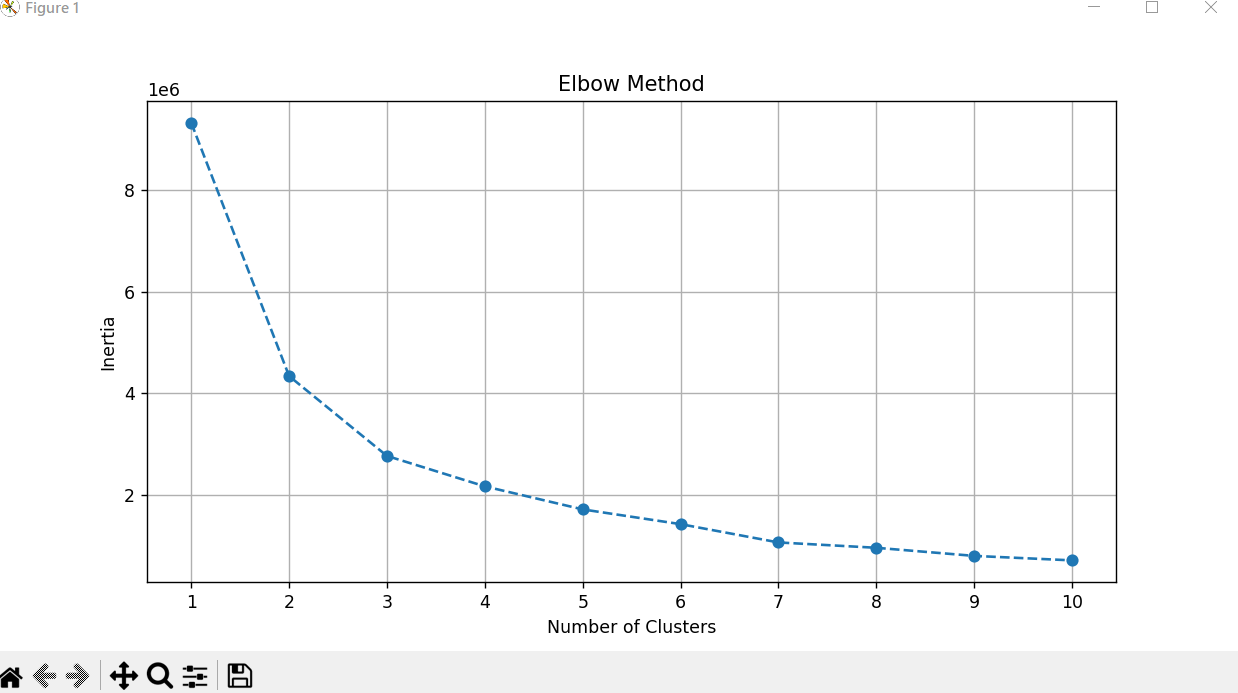 Figure 1
Elbow Method
1e6
8
6
4
2
Inertia
1 2 3 4 5 6 7 8 9 10
Number of Clusters